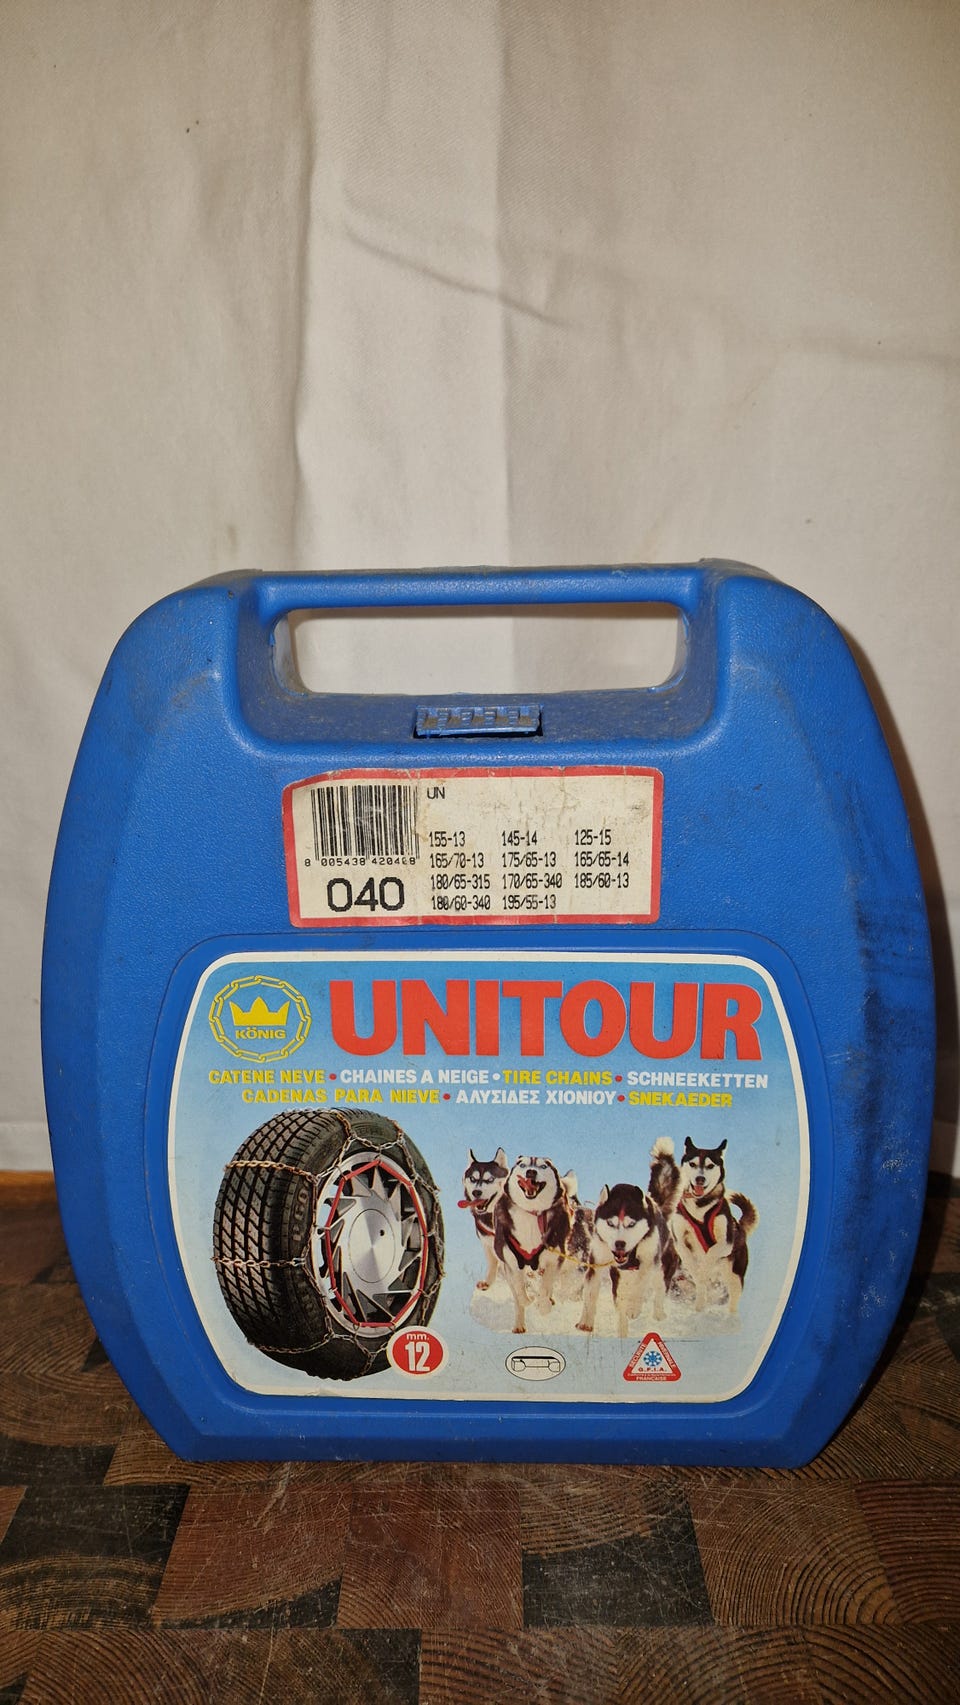 UN
155-13 145-14 125-15
165/70-13 175/65-13 165/65-14
180/65-315 170/65-340 185/60-13
180/60-340 195/55-13
8 005438 420408
040
KÖNIG
UNITOUR
CATENE NEVE • CHAINES A NEIGE • TIRE CHAINS • SCHNEEKETTEN
CADENAS PARA NIEVE • ΑΛΥΣΙΔΕΣ ΧΙΟΝΙΟΥ • SNEKAEDER
mm.
12
G.F.I.A.
FRANÇAISE